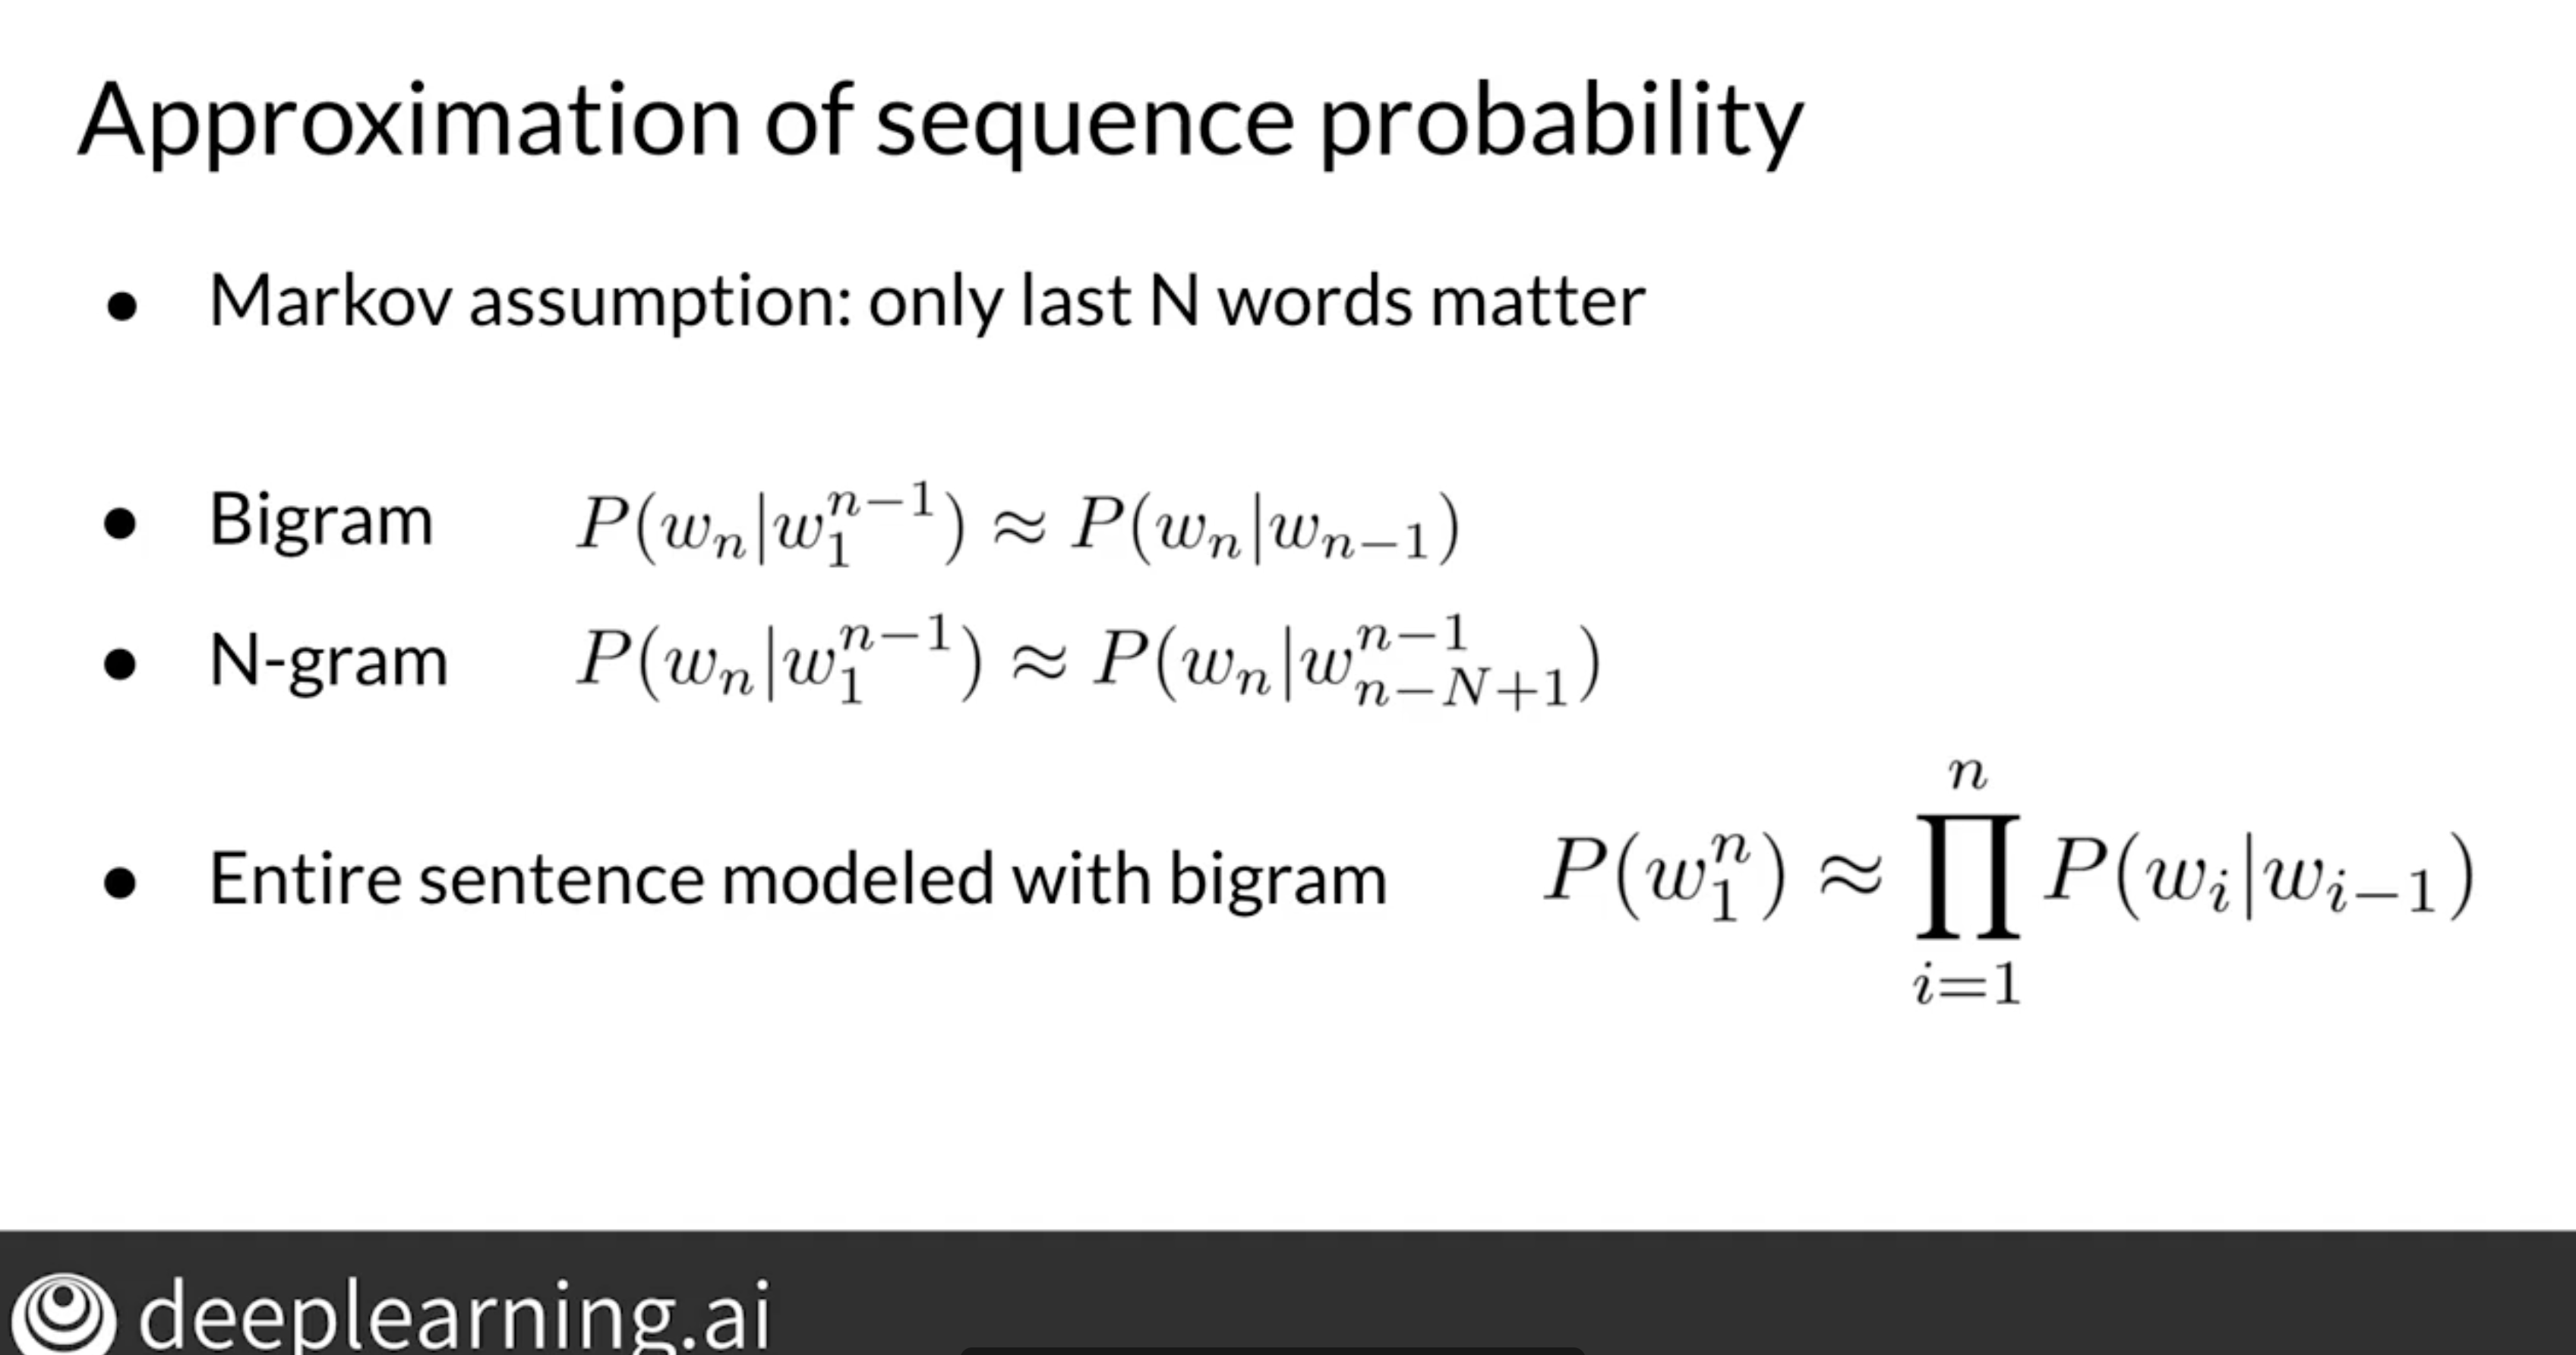 Approximation of sequence probability
● Markov assumption: only last N words matter
● Bigram $P(w_n|w_1^{n-1}) \approx P(w_n|w_{n-1})$
● N-gram $P(w_n|w_1^{n-1}) \approx P(w_n|w_{n-N+1}^{n-1})$
● Entire sentence modeled with bigram $P(w_1^n) \approx \prod_{i=1}^{n} P(w_i|w_{i-1})$
deeplearning.ai